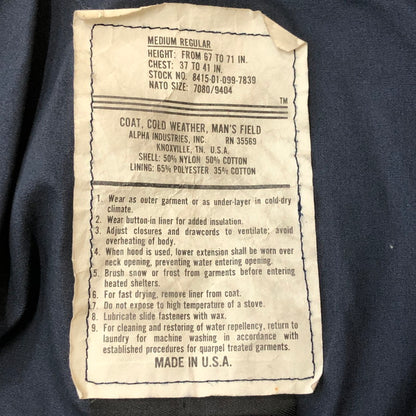 MEDIUM REGULAR
HEIGHT: FROM 67 TO 71 IN.
CHEST: 37 TO 41 IN.
STOCK NO. 8415-01-099-7839
NATO SIZE: 7080/9404
TM
COAT, COLD WEATHER, MAN'S FIELD
ALPHA INDUSTRIES, INC. RN 35569
KNOXVILLE, TN. U.S.A.
SHELL: 50% NYLON 50% COTTON
LINING: 65% POLYESTER 35% COTTON
1. Wear as outer garment or as under-layer in cold-dry
climate.
2. Wear button-in liner for added insulation.
3. Adjust closures and drawcords to ventilate; avoid
overheating of body.
4. When hood is used, lower extension shall be worn over
neck opening, preventing water entering opening.
5. Brush snow or frost from garments before entering
heated shelters.
6. For fast drying, remove liner from coat.
7. Do not expose to high temperature of a stove.
8. Lubricate slide fasteners with wax.
9. For cleaning and restoring of water repellency, return to
laundry for machine washing in accordance with
established procedures for quarpel treated garments.
MADE IN U.S.A.